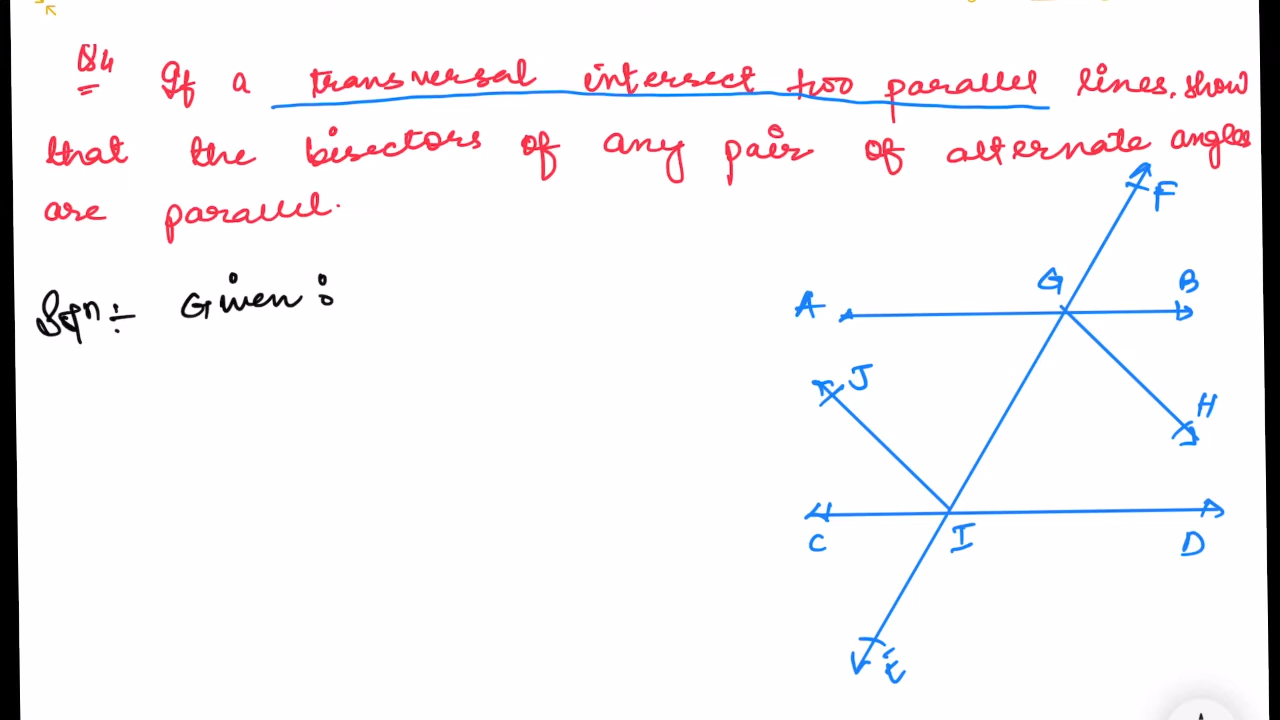 Q4 If a transversal intersect two parallel lines, show
that the bisectors of any pair of alternate angles
are parallel.
Soln ÷ Given :
F
G B
A
J
H
C I D
E